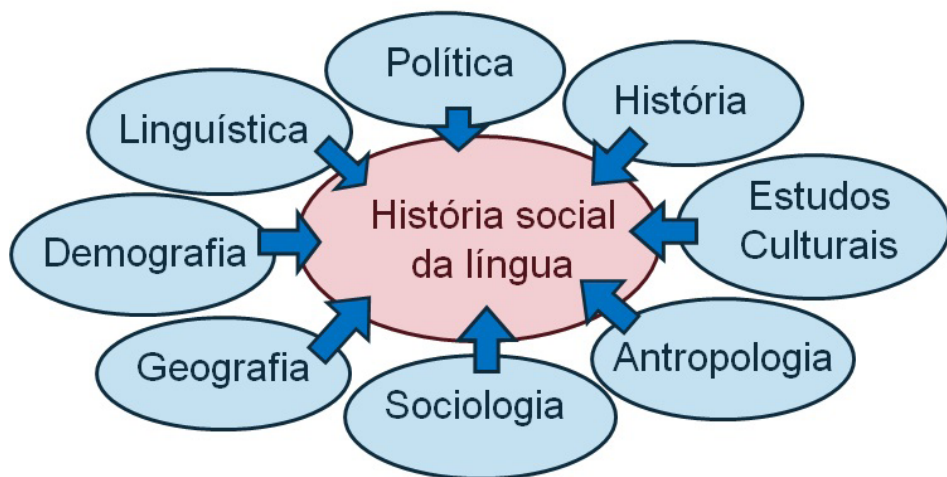 Política
História
Linguística
Estudos
Culturais
História social
da língua
Demografia
Antropologia
Geografia
Sociologia